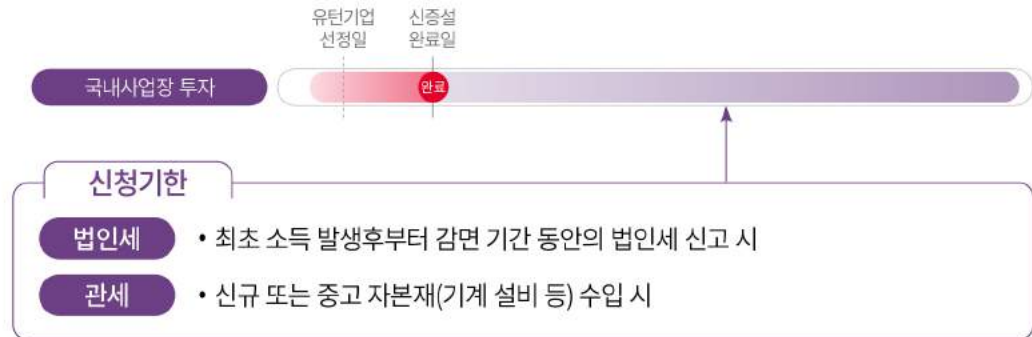 유턴기업
선정일
신증설
완료일
국내사업장 투자
완료
신청기한
법인세
• 최초 소득 발생후부터 감면 기간 동안의 법인세 신고 시
관세
• 신규 또는 중고 자본재(기계 설비 등) 수입 시